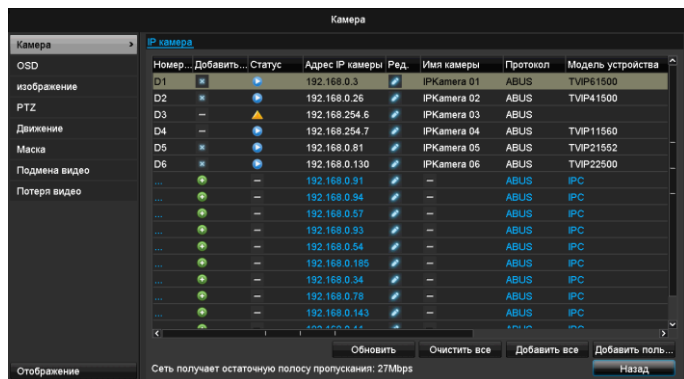 Камера
Камера
OSD
изображение
PTZ
Движение
Маска
Подмена видео
Потеря видео
Отображение
IP камера
Номер... Добавить... Статус Адрес IP камеры Ред. Имя камеры Протокол Модель устройства
D1 192.168.0.3 IPKamera 01 ABUS TVIP61500
D2 192.168.0.26 IPKamera 02 ABUS TVIP41500
D3 – 192.168.254.6 IPKamera 03 ABUS
D4 – 192.168.254.7 IPKamera 04 ABUS TVIP11560
D5 192.168.0.81 IPKamera 05 ABUS TVIP21552
D6 192.168.0.130 IPKamera 06 ABUS TVIP22500
... – 192.168.0.91 – ABUS IPC
... – 192.168.0.94 – ABUS IPC
... – 192.168.0.57 – ABUS IPC
... – 192.168.0.93 – ABUS IPC
... – 192.168.0.54 – ABUS IPC
... – 192.168.0.185 – ABUS IPC
... – 192.168.0.34 – ABUS IPC
... – 192.168.0.78 – ABUS IPC
... – 192.168.0.143 – ABUS IPC
Обновить Очистить все Добавить все Добавить поль...
Сеть получает остаточную полосу пропускания: 27Mbps Назад